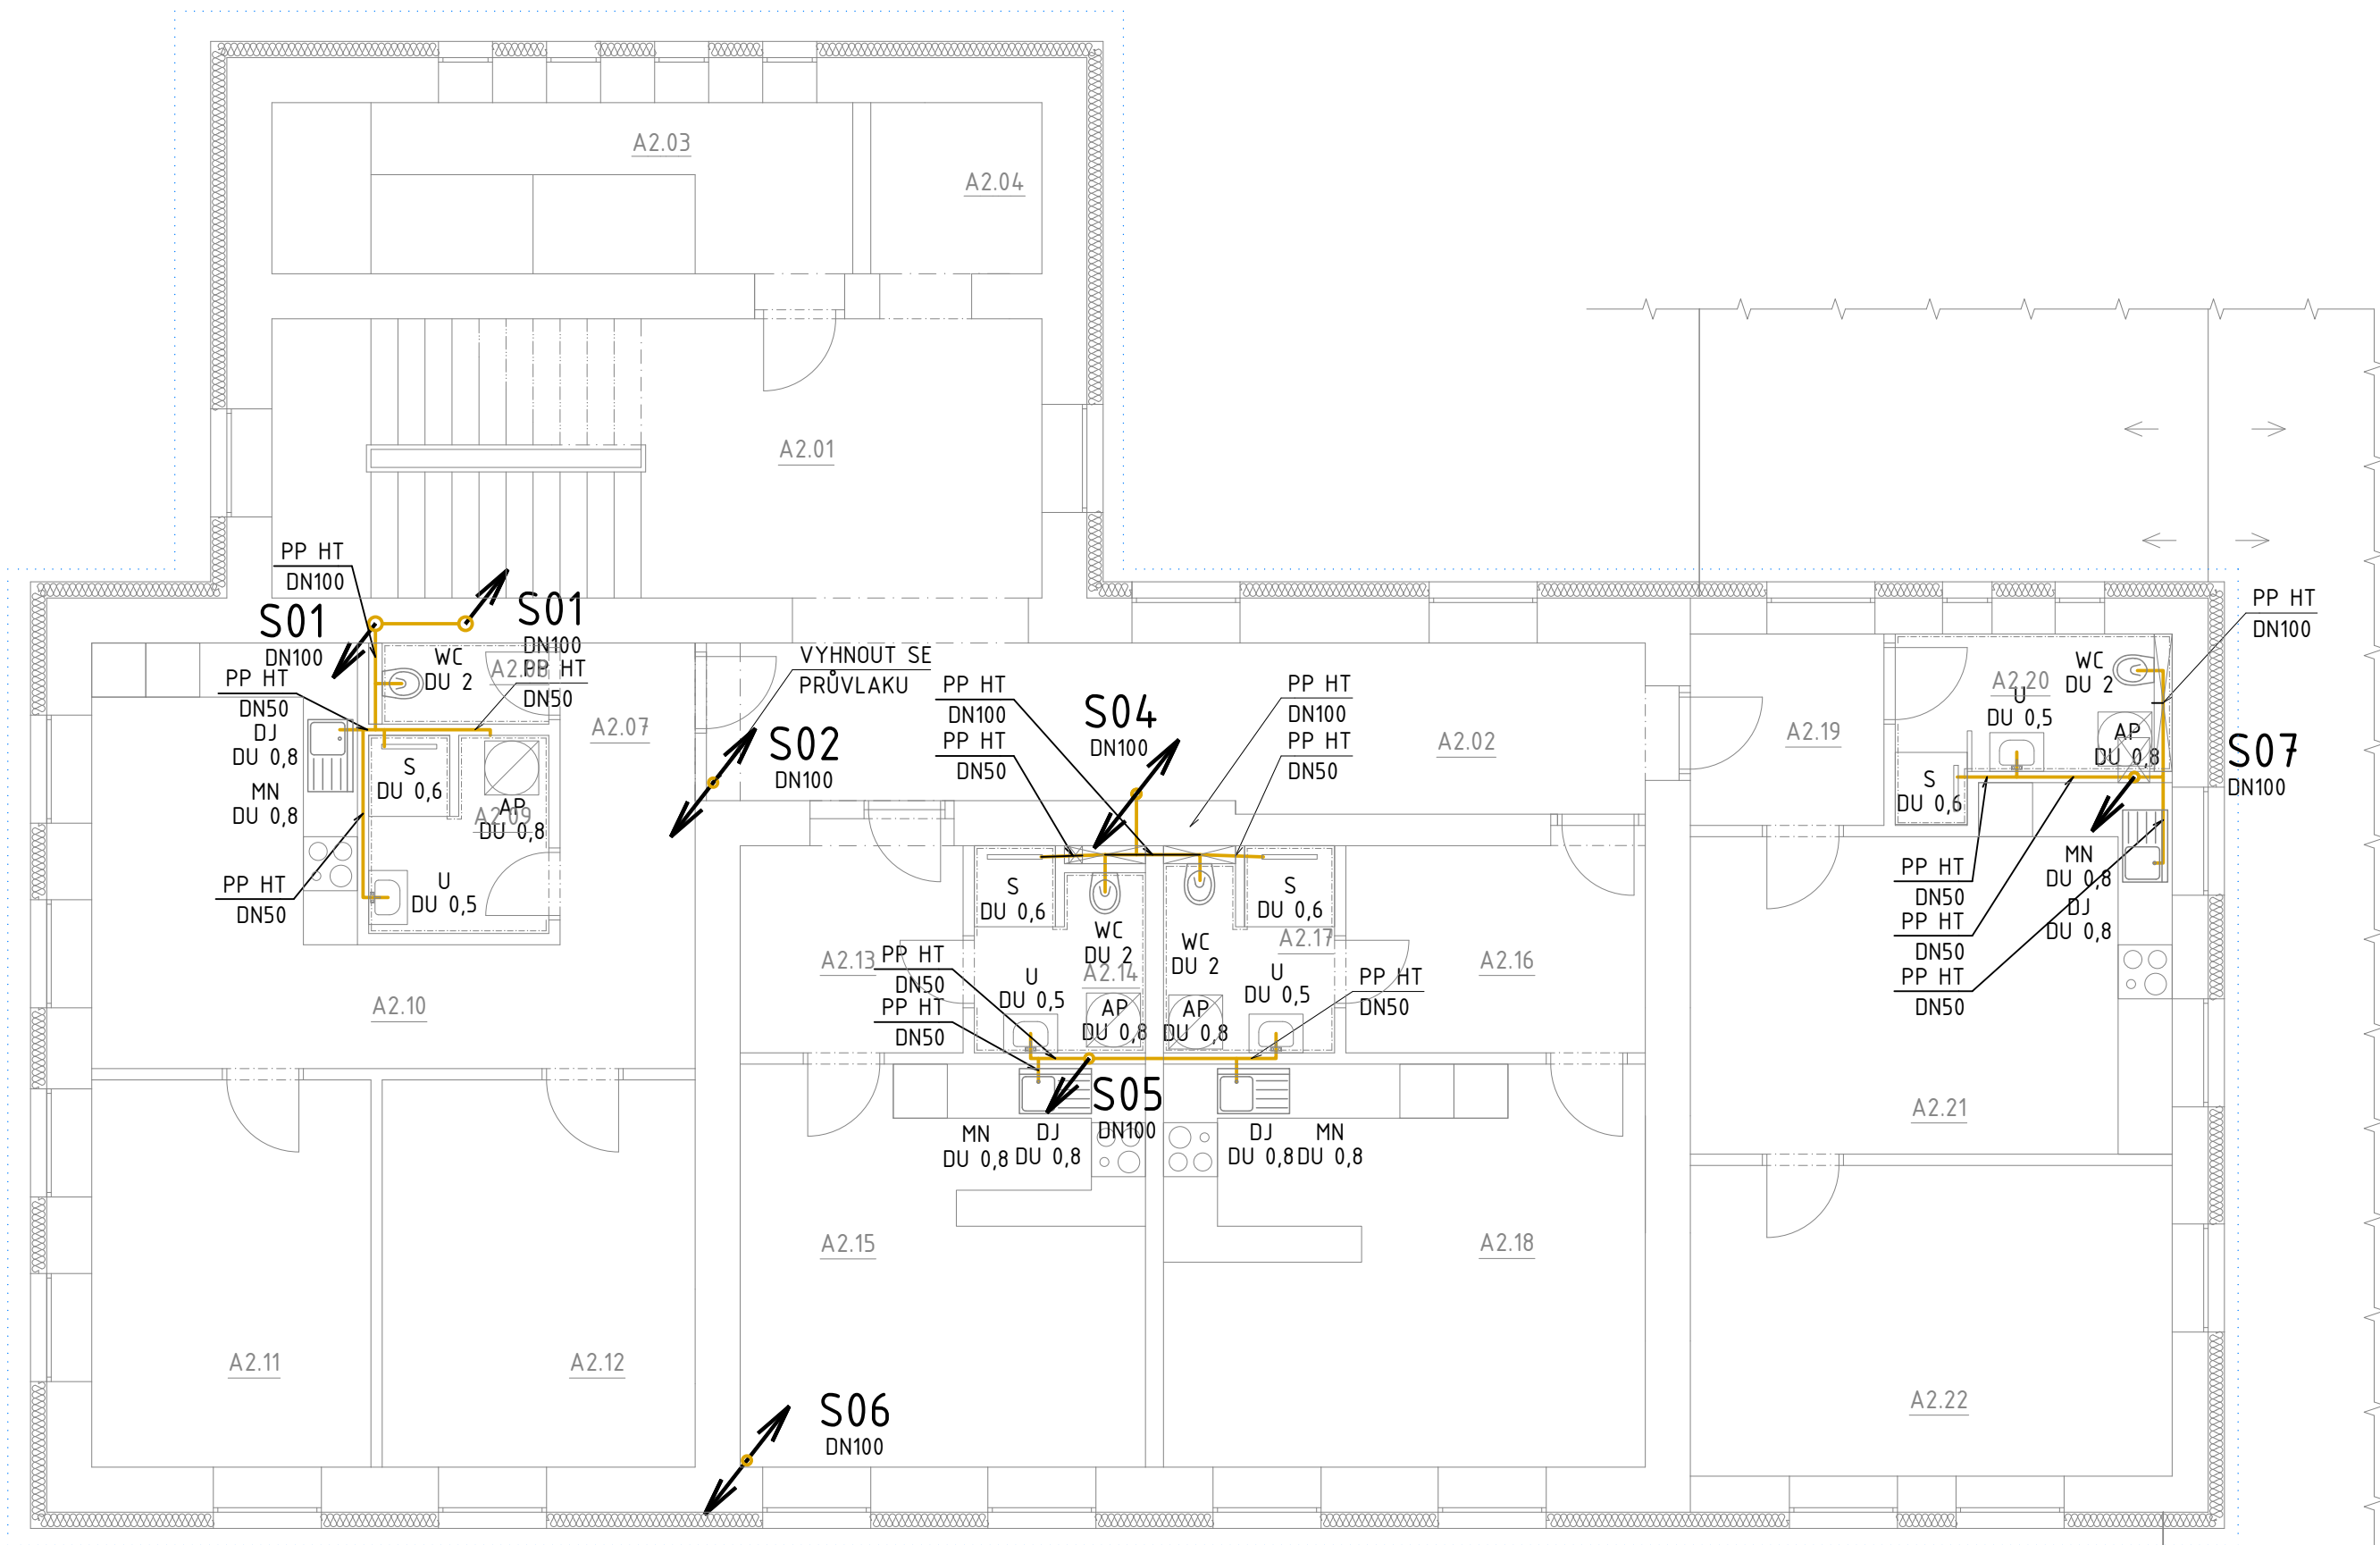 A2.03
A2.04
A2.01
PP HT
DN100
S01
DN100
S01
DN100
PP HT
DN50
WC
DU 2
A2.08
PP HT
DN50
DJ
DU 0,8
MN
DU 0,8
S
DU 0,6
AP
DU 0,8
A2.09
U
DU 0,5
PP HT
DN50
A2.07
A2.10
A2.11
A2.12
VYHNOUT SE
PRŮVLAKU
S02
DN100
PP HT
DN100
PP HT
DN50
S04
DN100
PP HT
DN100
PP HT
DN50
A2.02
S
DU 0,6
WC
DU 2
A2.14
U
DU 0,5
AP
DU 0,8
WC
DU 2
S
DU 0,6
A2.17
U
DU 0,5
AP
DU 0,8
A2.13
PP HT
DN50
PP HT
DN50
PP HT
DN50
A2.16
S05
DN100
MN
DU 0,8
DJ
DU 0,8
DJ
DU 0,8
MN
DU 0,8
A2.15
A2.18
S06
DN100
A2.19
A2.20
WC
DU 2
U
DU 0,5
AP
DU 0,8
S
DU 0,6
PP HT
DN100
S07
DN100
PP HT
DN50
PP HT
DN50
PP HT
DN50
MN
DU 0,8
DJ
DU 0,8
A2.21
A2.22